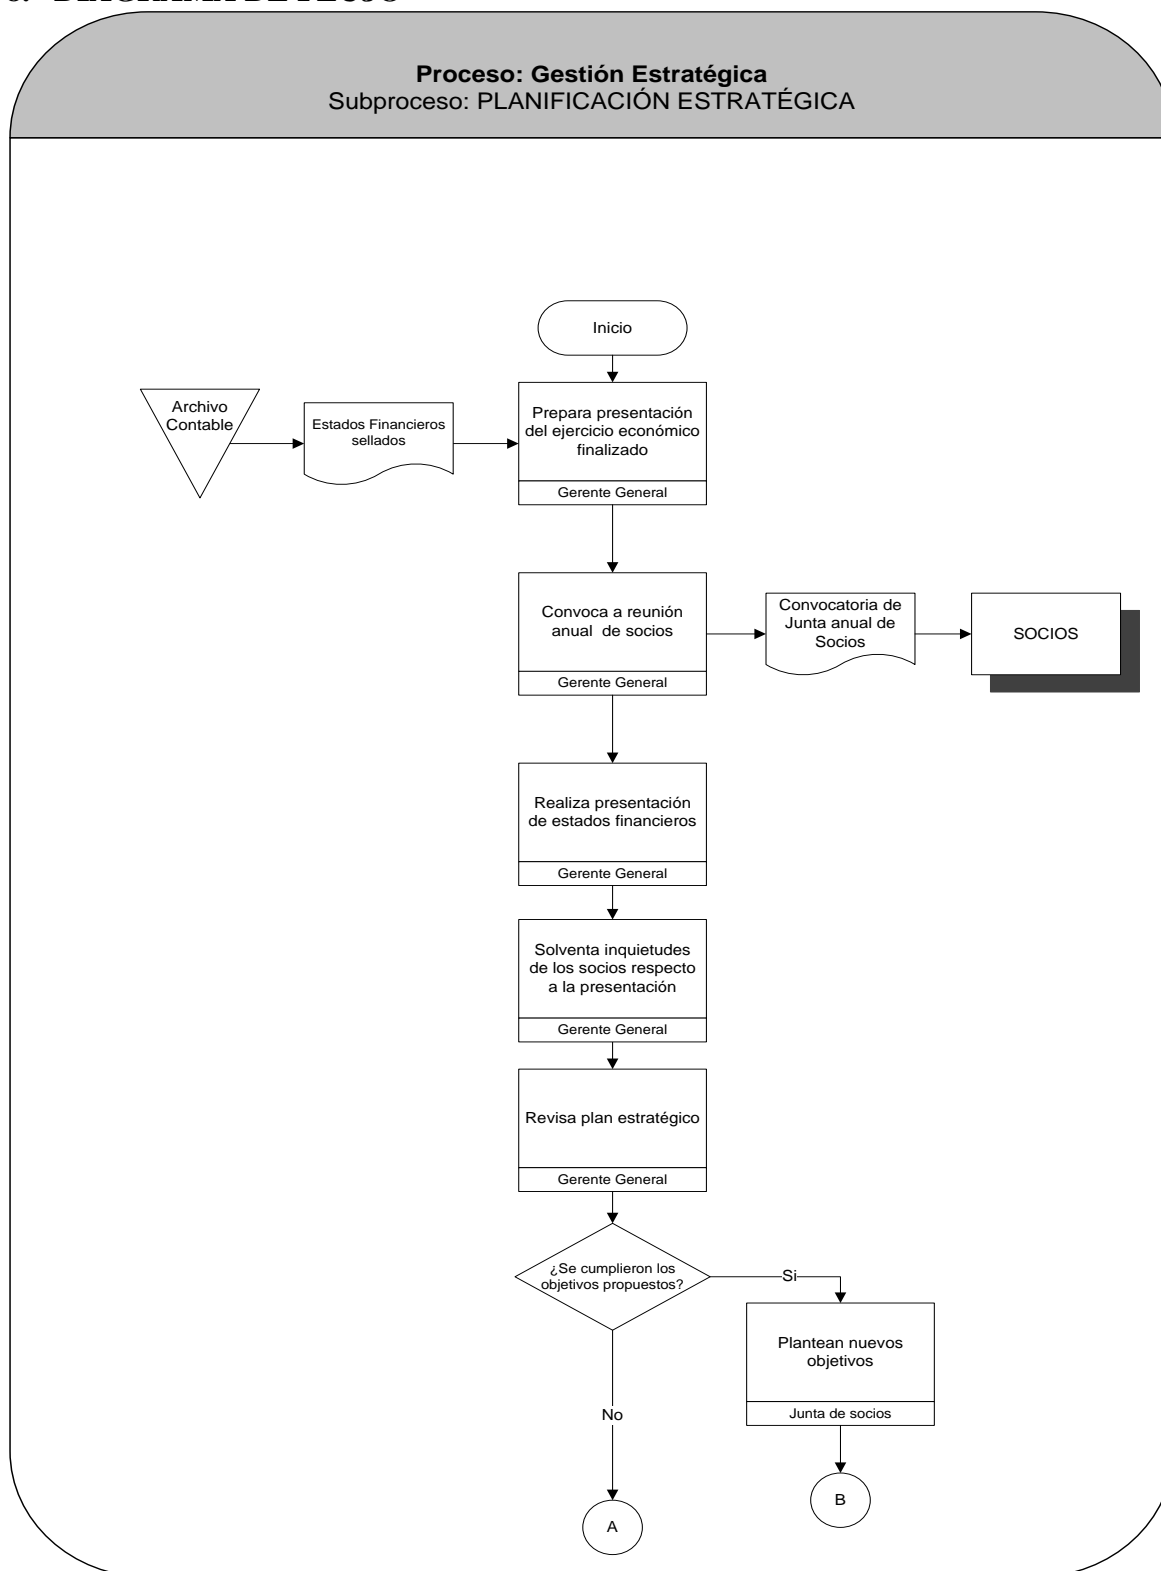 Proceso: Gestión Estratégica
Subproceso: PLANIFICACIÓN ESTRATÉGICA
Inicio
Archivo
Contable
Estados Financieros
sellados
Prepara presentación
del ejercicio económico
finalizado
Gerente General
Convoca a reunión
anual de socios
Gerente General
Convocatoria de
Junta anual de
Socios
SOCIOS
Realiza presentación
de estados financieros
Gerente General
Solventa inquietudes
de los socios respecto
a la presentación
Gerente General
Revisa plan estratégico
Gerente General
¿Se cumplieron los
objetivos propuestos?
Si
Plantean nuevos
objetivos
Junta de socios
No
B
A